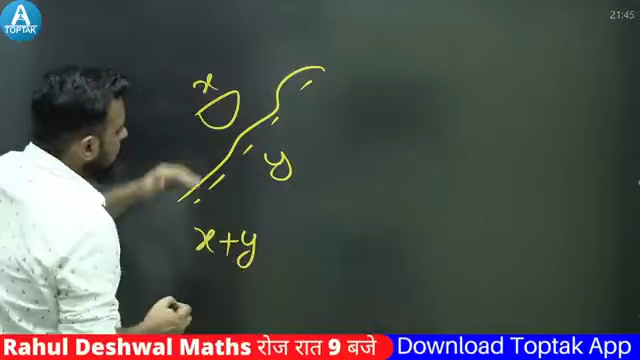 A
TOPTAK
21:45
x
y
x+y
Rahul Deshwal Maths रोज रात 9 बजे
Download Toptak App